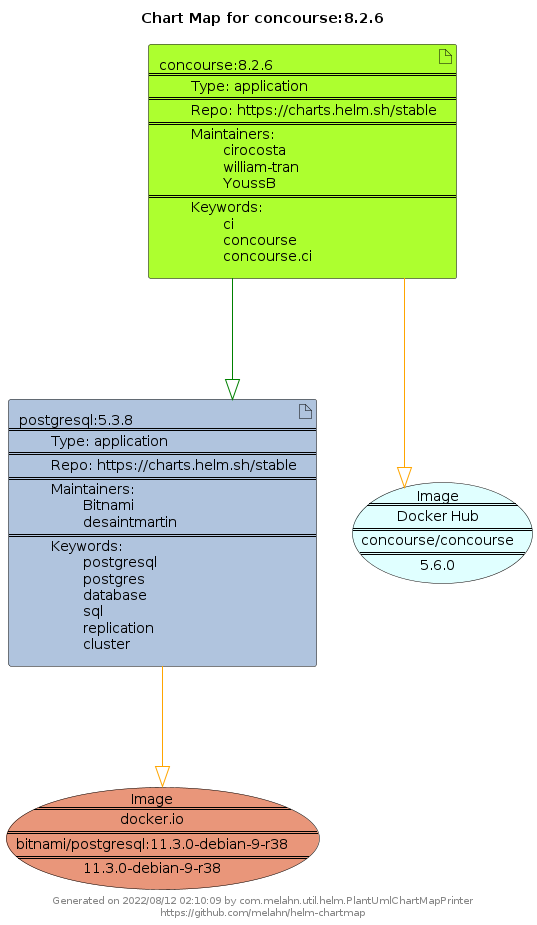 Chart Map for concourse:8.2.6
concourse:8.2.6
Type: application
Repo: https://charts.helm.sh/stable
Maintainers:
cirocosta
william-tran
YoussB
Keywords:
ci
concourse
concourse.ci
postgresql:5.3.8
Type: application
Repo: https://charts.helm.sh/stable
Maintainers:
Bitnami
desaintmartin
Keywords:
postgresql
postgres
database
sql
replication
cluster
Image
Docker Hub
concourse/concourse
5.6.0
Image
docker.io
bitnami/postgresql:11.3.0-debian-9-r38
11.3.0-debian-9-r38
Generated on 2022/08/12 02:10:09 by com.melahn.util.helm.PlantUmlChartMapPrinter
https://github.com/melahn/helm-chartmap